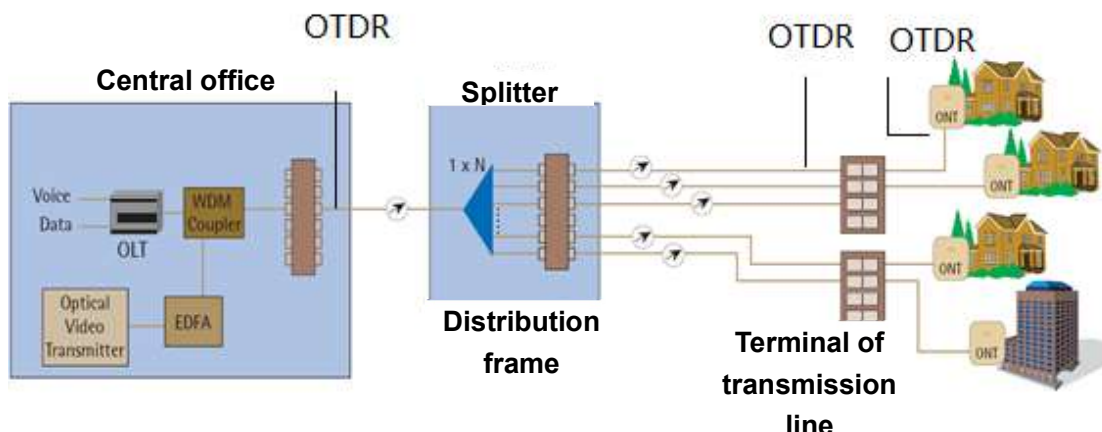 OTDR
OTDR
OTDR
Central office
Splitter
1 x N
ONT
ONT
ONT
ONT
Voice
Data
OLT
WDM
Coupler
Optical
Video
Transmitter
EDFA
Distribution
frame
Terminal of
transmission
line